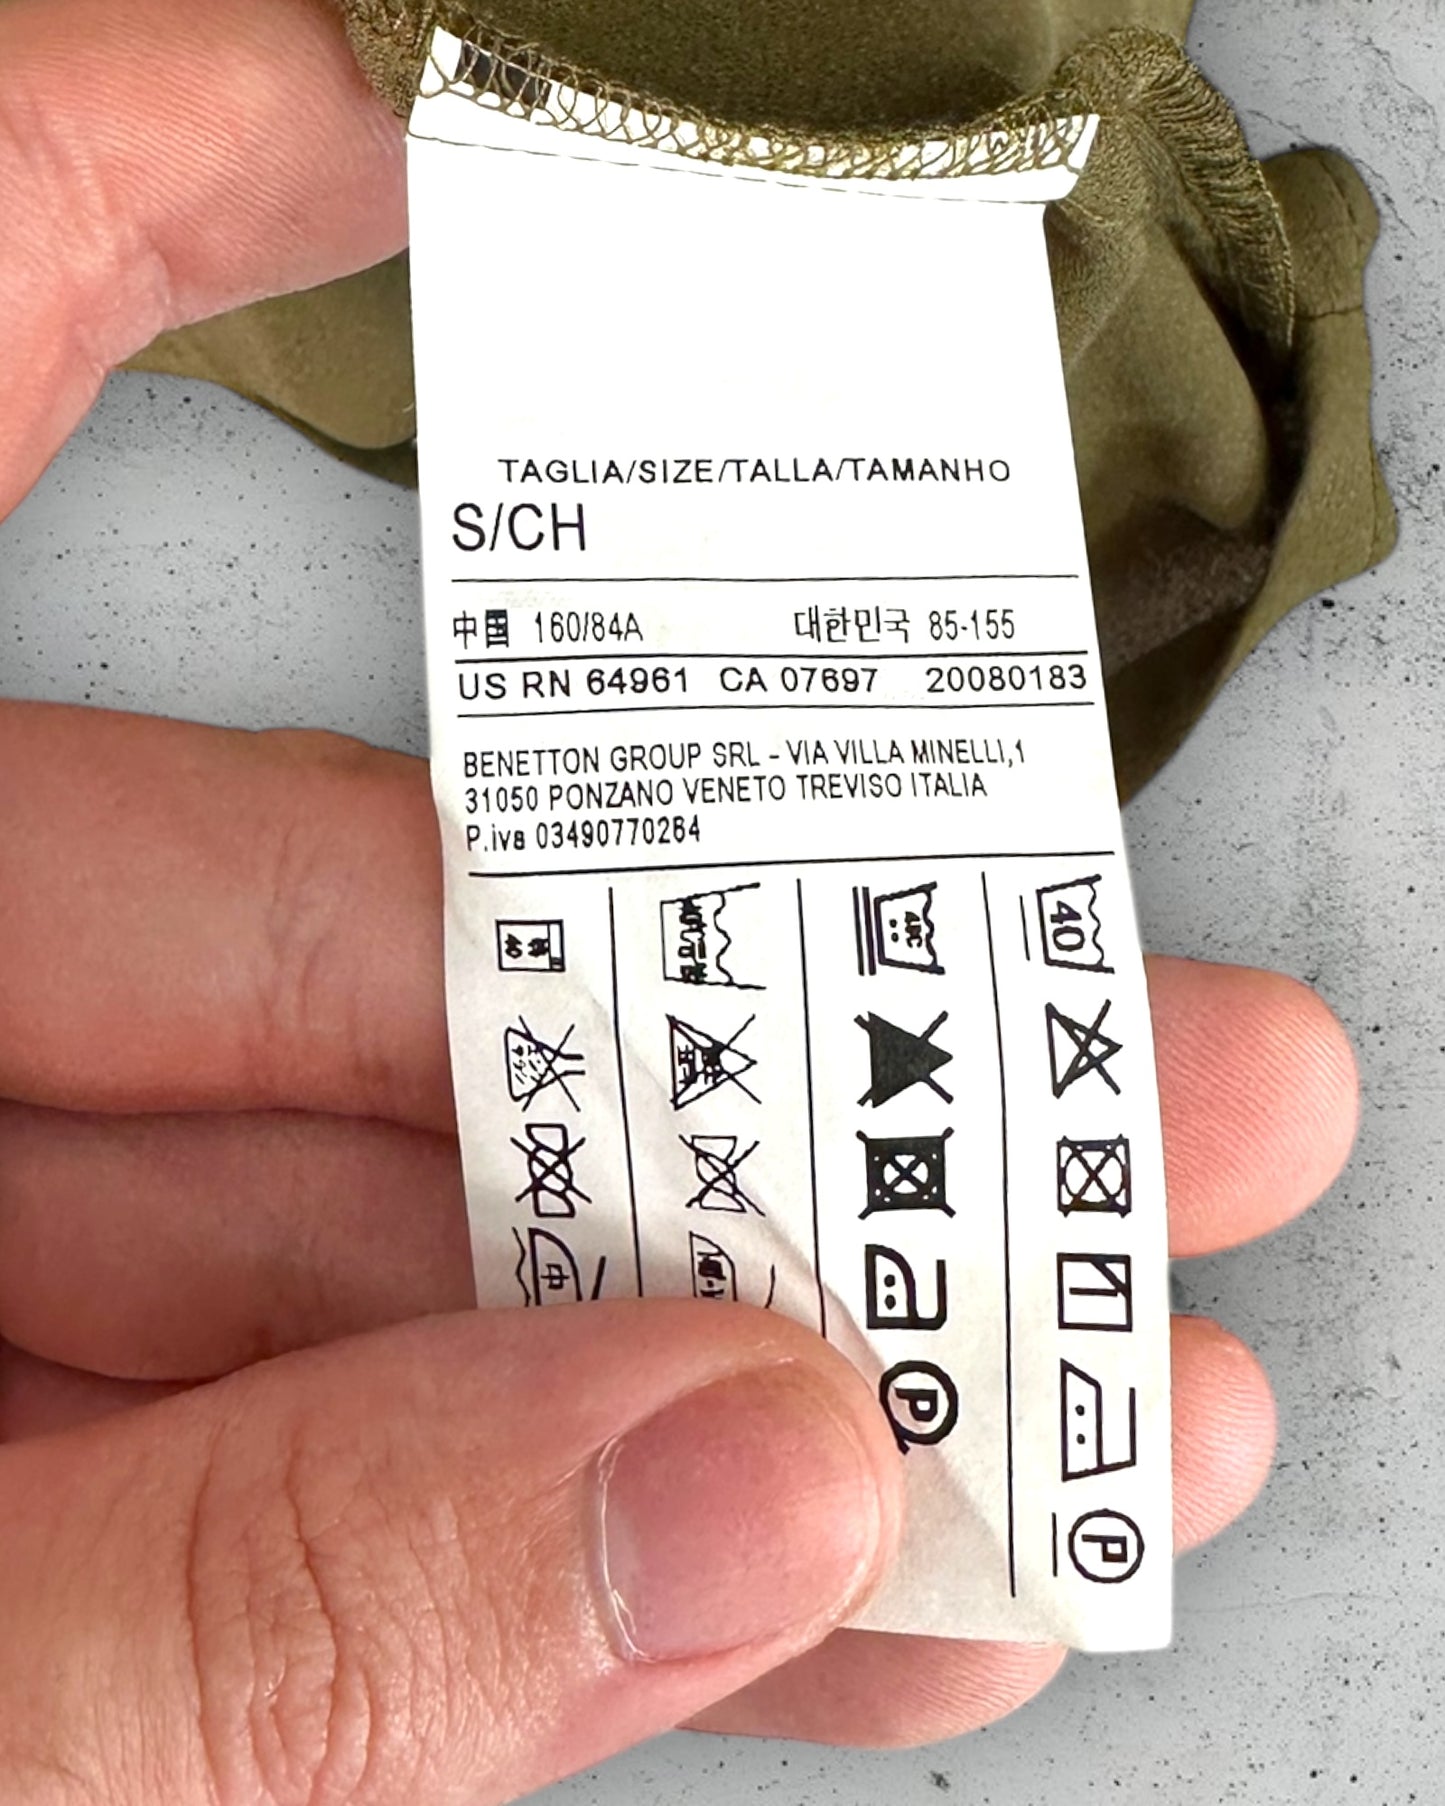 TAGLIA/SIZE/TALLA/TAMANHO
S/CH
中国 160/84A 대한민국 85-155
US RN 64961 CA 07697 20080183
BENETTON GROUP SRL - VIA VILLA MINELLI,1
31050 PONZANO VENETO TREVISO ITALIA
P.iva 03490770264
40
P
P
中